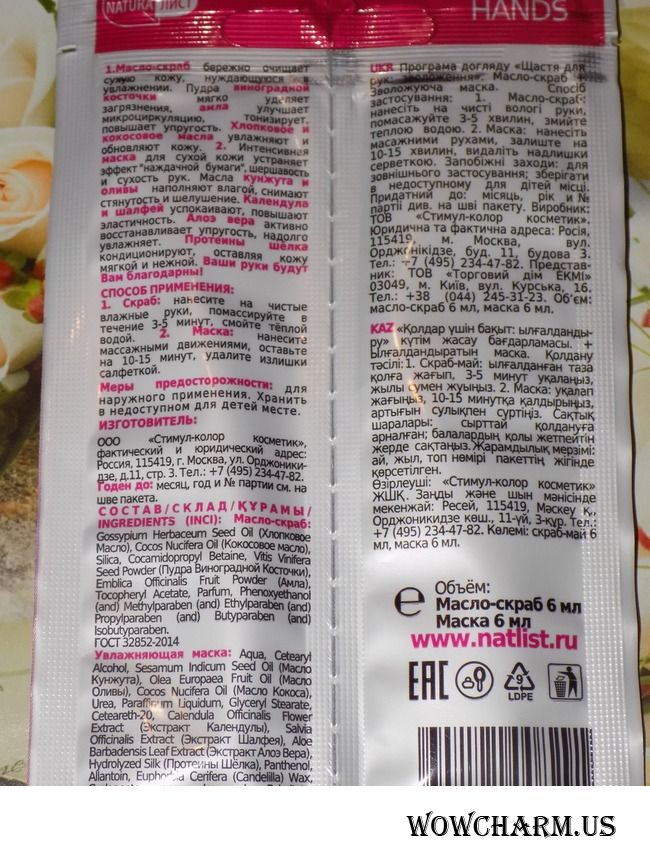 NATURA ЛИСТ
HANDS
1.Масло-скраб бережно очищает
сухую кожу, нуждающуюся в
увлажнении. Пудра виноградной
косточки мягко удаляет
загрязнения, амла улучшает
микроциркуляцию, тонизирует,
повышает упругость. Хлопковое и
кокосовое масла увлажняют и
обновляют кожу. 2. Интенсивная
маска для сухой кожи устраняет
эффект "наждачной бумаги", шершавость
и сухость рук. Масла кунжута и
оливы наполняют влагой, снимают
стянутость и шелушение. Календула
и шалфей успокаивают, повышают
эластичность. Алоэ вера активно
восстанавливает упругость, надолго
увлажняет. Протеины шёлка
кондиционируют, оставляя кожу
мягкой и нежной. Ваши руки будут
Вам благодарны!
СПОСОБ ПРИМЕНЕНИЯ:
1. Скраб: нанесите на чистые
влажные руки, помассируйте в
течение 3-5 минут, смойте тёплой
водой. 2. Маска: нанесите
массажными движениями, оставьте
на 10-15 минут, удалите излишки
салфеткой.
Меры предосторожности: для
наружного применения. Хранить
в недоступном для детей месте.
ИЗГОТОВИТЕЛЬ:
ООО «Стимул-колор косметик»,
фактический и юридический адрес:
Россия, 115419, г. Москва, ул. Орджоники-
дзе, д.11, стр. 3. Тел.: +7 (495) 234-47-82.
Годен до: месяц, год и № партии см. на
шве пакета.
СОСТАВ/СКЛАД/ҚҰРАМЫ/
INGREDIENTS (INCI): Масло-скраб:
Gossypium Herbaceum Seed Oil (Хлопковое
Масло), Cocos Nucifera Oil (Кокосовое масло),
Silica, Cocamidopropyl Betaine, Vitis Vinifera
Seed Powder (Пудра Виноградной Косточки),
Emblica Officinalis Fruit Powder (Амла),
Tocopheryl Acetate, Parfum, Phenoxyethanol
(and) Methylparaben (and) Ethylparaben (and)
Propylparaben (and) Butyparaben (and)
Isobutyparaben.
ГОСТ 32852-2014
Увлажняющая маска: Aqua, Cetearyl
Alcohol, Sesamum Indicum Seed Oil (Масло
Кунжута), Olea Europaea Fruit Oil (Масло
Оливы), Cocos Nucifera Oil (Масло Кокоса),
Urea, Paraffinum Liquidum, Glyceryl Stearate,
Ceteareth-20, Calendula Officinalis Flower
Extract (Экстракт Календулы), Salvia
Officinalis Extract (Экстракт Шалфея), Aloe
Barbadensis Leaf Extract (Экстракт Алоэ Вера),
Hydrolyzed Silk (Протеины Шёлка), Panthenol,
Allantoin, Euphorbia Cerifera (Candelilla) Wax,
UKR Програма догляду «Щастя для
рук: зволоження». Масло-скраб +
Зволожуюча маска. Спосіб
застосування: 1. Масло-скраб:
нанесіть на чисті вологі руки,
помасажуйте 3-5 хвилин, змийте
теплою водою. 2. Маска: нанесіть
масажними рухами, залиште на
10-15 хвилин, видаліть надлишки
серветкою. Запобіжні заходи: для
зовнішнього застосування; зберігати
в недоступному для дітей місці.
Придатний до: місяць, рік и №
партії див. на шві пакету. Виробник:
ТОВ «Стимул-колор косметик».
Юридична та фактична адреса: Росія,
115419, м. Москва, вул.
Орджонікідзе, буд. 11, будова 3.
Тел.: +7 (495) 234-47-82. Представ-
ник: ТОВ «Торговий дім ЕКМІ»
03049, м. Київ, вул. Курська, 16.
Тел.: +38 (044) 245-31-23. Об'єм:
масло-скраб 6 мл, маска 6 мл.
KAZ «Қолдар үшін бақыт: ылғалданды-
ру» күтім жасау бағдарламасы. +
Ылғалдандыратын маска. Қолдану
тәсілі: 1. Скраб-май: ылғалданған таза
қолға жағып, 3-5 минут уқалаңыз,
жылы сумен жуыңыз. 2. Маска: уқалап
жағыңыз, 10-15 минутқа қалдырыңыз,
артығын сулықпен сүртіңіз. Сақтық
шаралары: сырттай қолдануға
арналған; балалардың қолы жетпейтін
жерде сақтаңыз. Жарамдылық мерзімі:
ай, жыл, топ нөмірі пакеттің жігінде
көрсетілген.
Өзірлеуші: «Стимул-колор косметик»
ЖШҚ. Заңды және шын мәнісінде
мекенжай: Ресей, 115419, Мәскеу қ.,
Орджоникидзе көш., 11-үй, 3-құр. Тел.:
+7 (495) 234-47-82. Көлемі: скраб-май 6
мл, маска 6 мл.
℮ Объём:
Масло-скраб 6 мл
Маска 6 мл
www.natlist.ru
EAC
9
LDPE
WOWCHARM.US